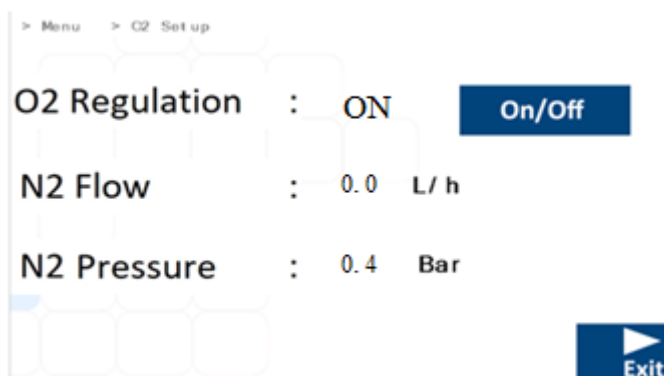 > Menu > O2 Set up
O2 Regulation : ON On/Off
N2 Flow : 0.0 L/h
N2 Pressure : 0.4 Bar
Exit